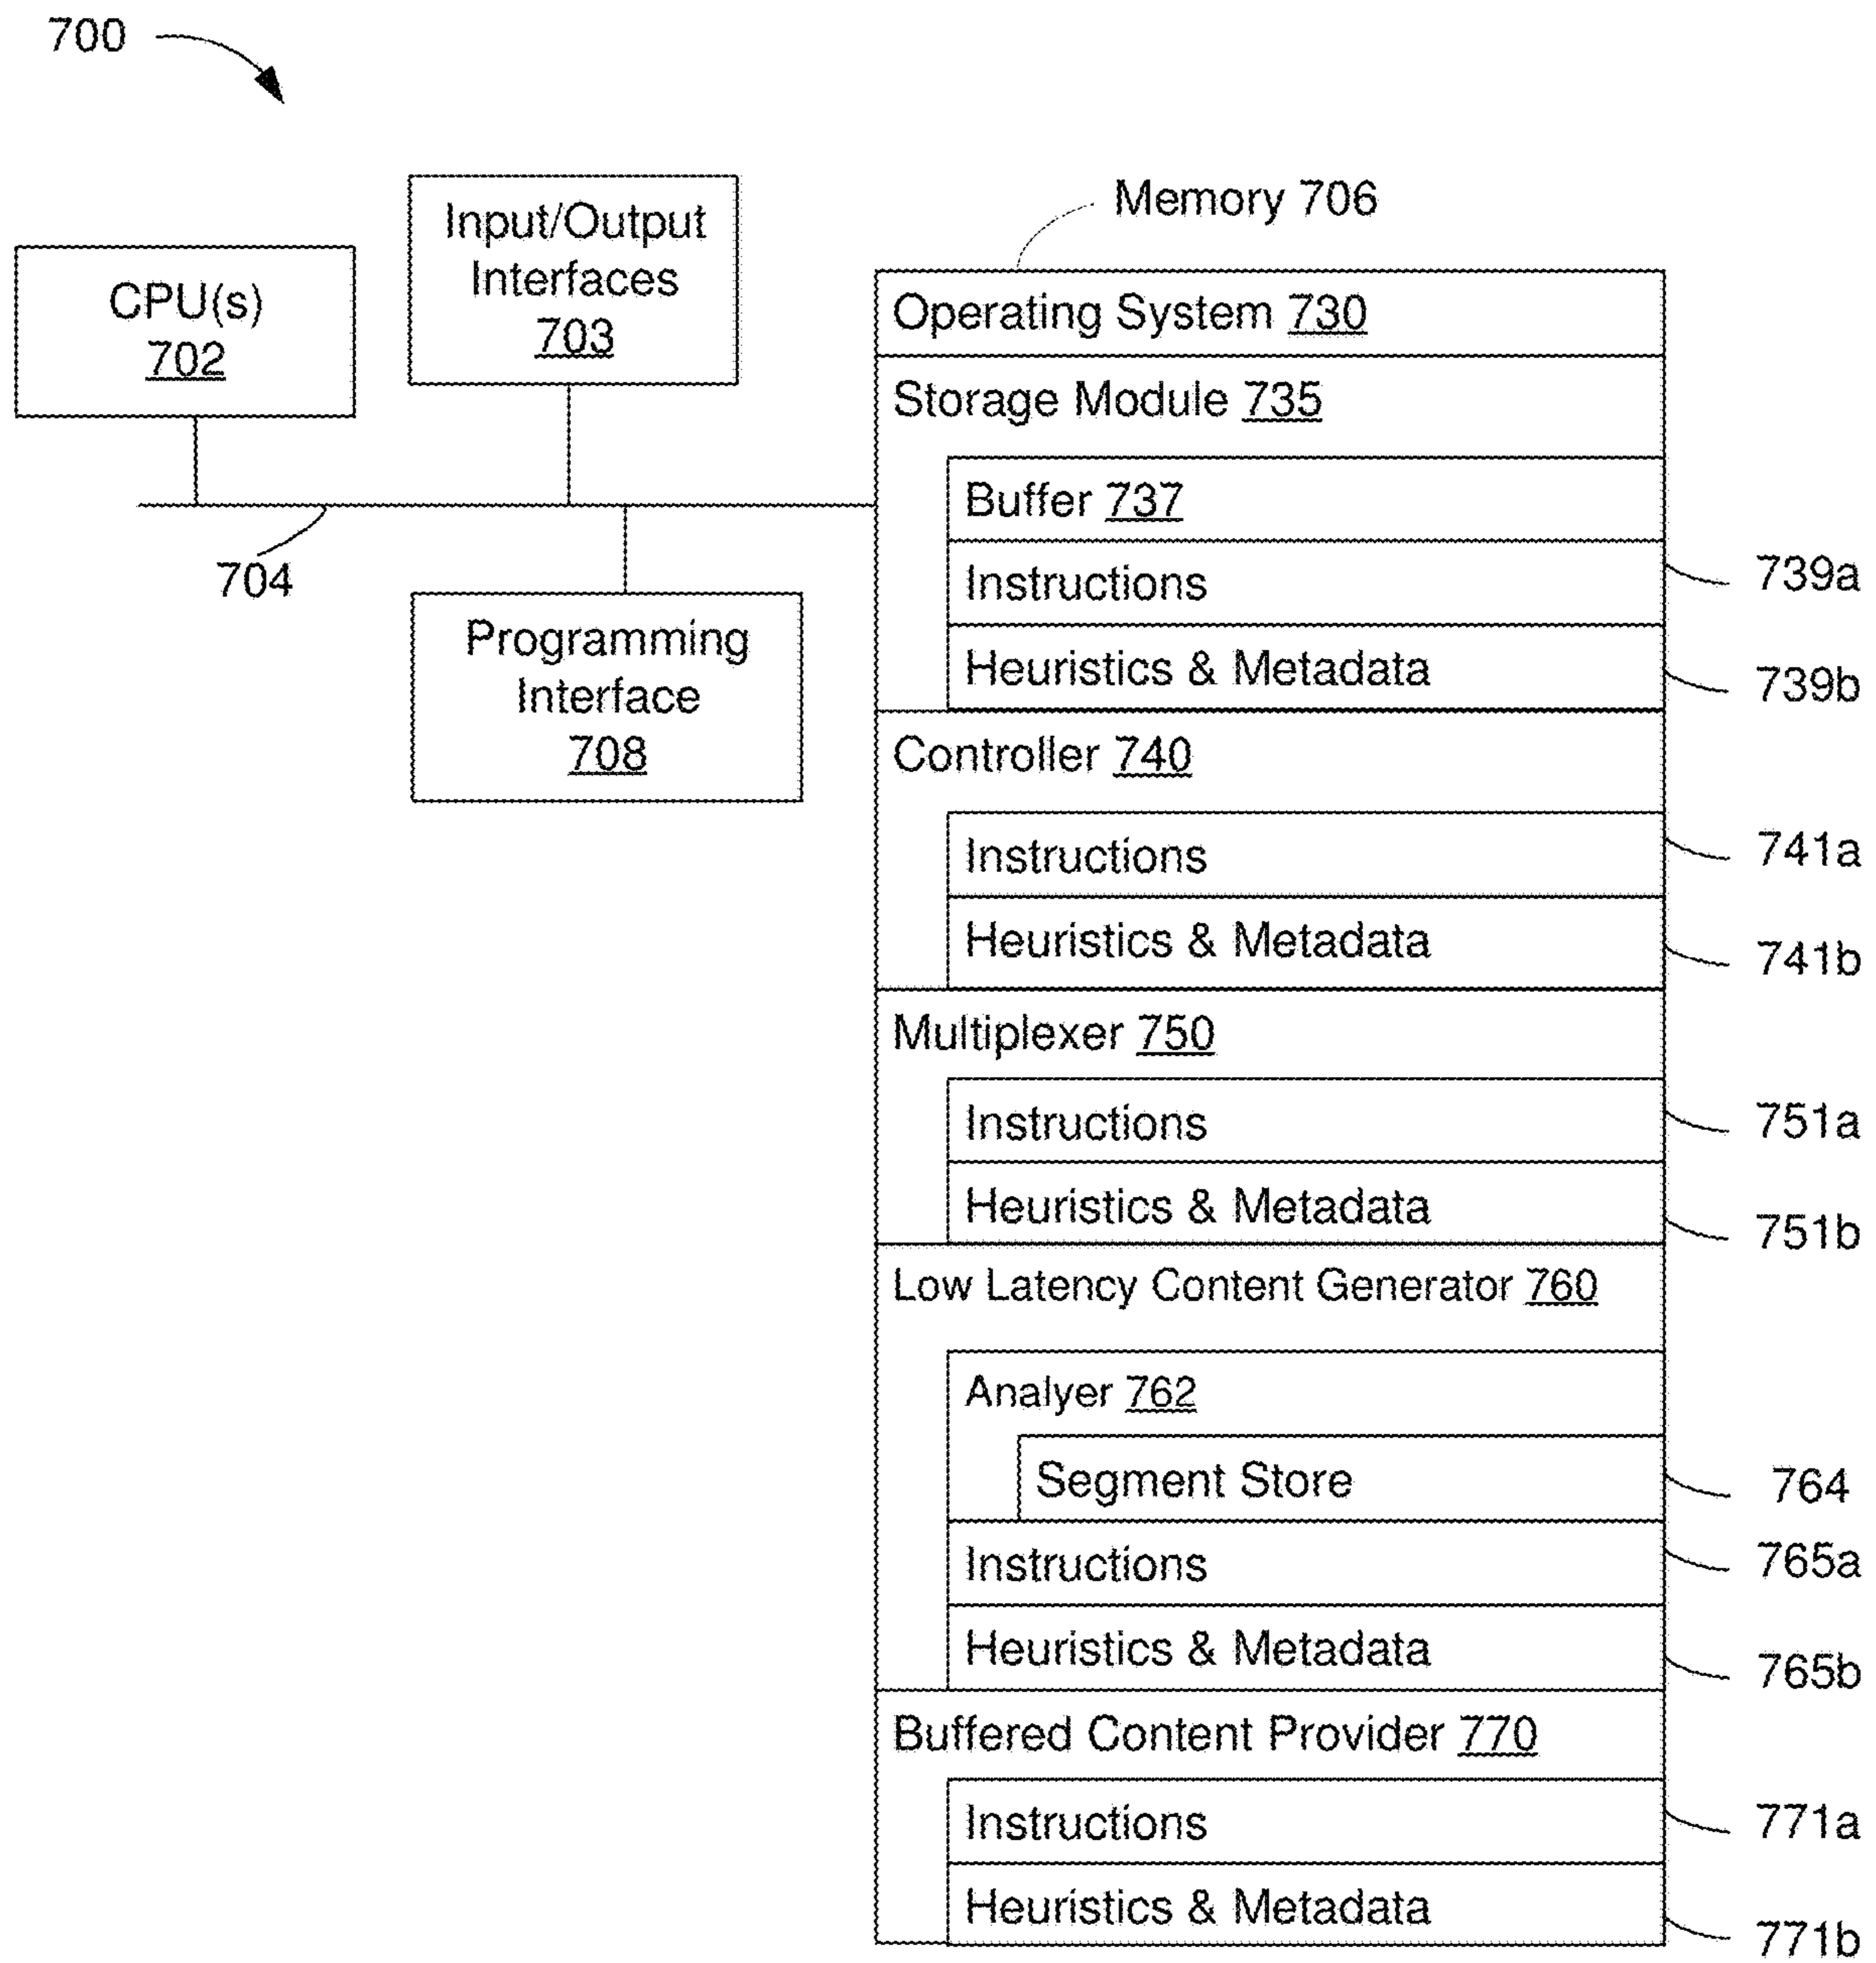 700
Memory 706
Input/Output
Interfaces
703
CPU(s)
702
704
Programming
Interface
708
Operating System 730
Storage Module 735
Buffer 737
Instructions
739a
Heuristics & Metadata
739b
Controller 740
Instructions
741a
Heuristics & Metadata
741b
Multiplexer 750
Instructions
751a
Heuristics & Metadata
751b
Low Latency Content Generator 760
Analyer 762
Segment Store
764
Instructions
765a
Heuristics & Metadata
765b
Buffered Content Provider 770
Instructions
771a
Heuristics & Metadata
771b